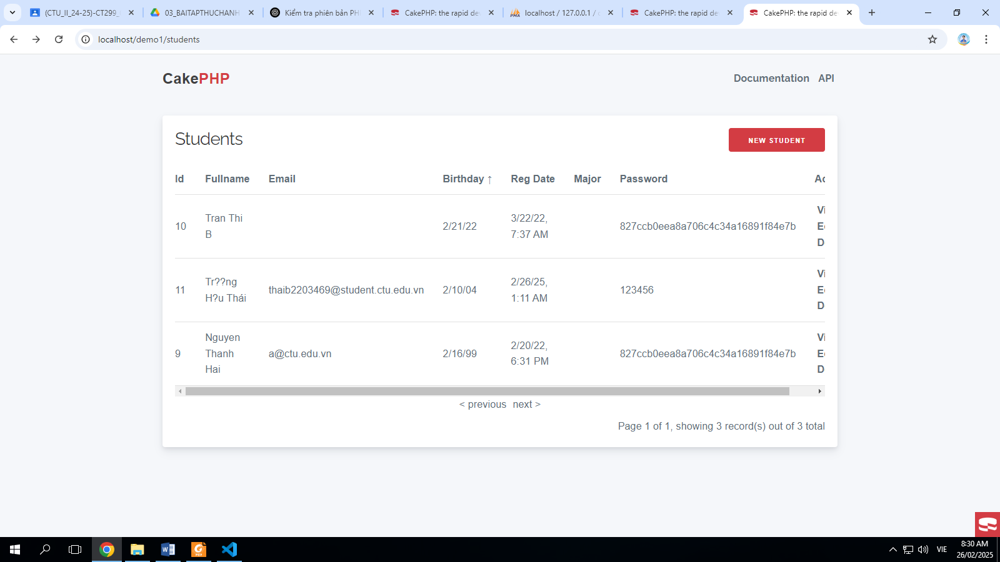 (CTU_II_24-25)-CT299_
03_BAITAPTHUCHANH
Kiểm tra phiên bản PH
CakePHP: the rapid de
localhost / 127.0.0.1 /
CakePHP: the rapid de
CakePHP: the rapid de
localhost/demo1/students
CakePHP
Documentation API
Students
NEW STUDENT
Id Fullname Email Birthday ↑ Reg Date Major Password Ac
10 Tran Thi B 2/21/22 3/22/22, 7:37 AM 827ccb0eea8a706c4c34a16891f84e7b Vi Ed D
11 Tr??ng H?u Thái thaib2203469@student.ctu.edu.vn 2/10/04 2/26/25, 1:11 AM 123456 Vi Ed D
9 Nguyen Thanh Hai a@ctu.edu.vn 2/16/99 2/20/22, 6:31 PM 827ccb0eea8a706c4c34a16891f84e7b Vi Ed D
< previous next >
Page 1 of 1, showing 3 record(s) out of 3 total
VIE
8:30 AM
26/02/2025